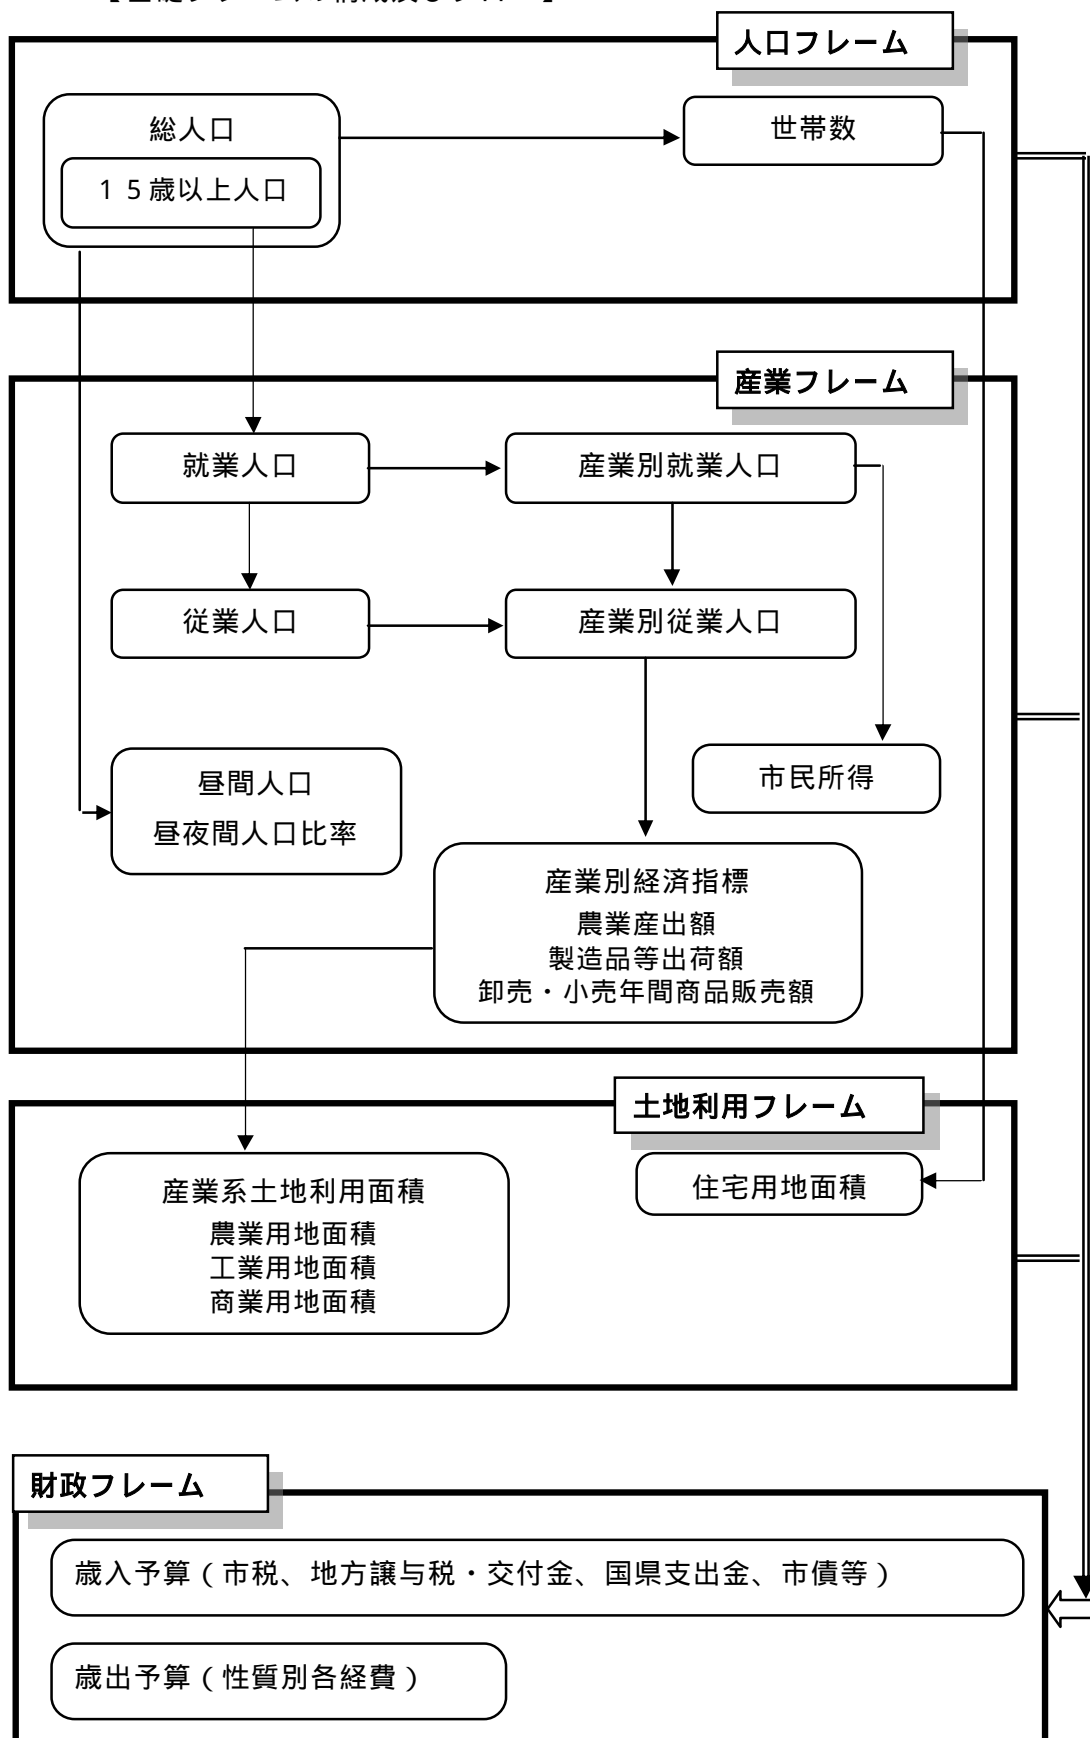 人口フレーム
総人口
世帯数
１５歳以上人口
産業フレーム
就業人口
産業別就業人口
従業人口
産業別従業人口
市民所得
昼間人口
昼夜間人口比率
産業別経済指標
農業産出額
製造品等出荷額
卸売・小売年間商品販売額
土地利用フレーム
産業系土地利用面積
農業用地面積
工業用地面積
商業用地面積
住宅用地面積
財政フレーム
歳入予算（市税、地方譲与税・交付金、国県支出金、市債等）
歳出予算（性質別各経費）